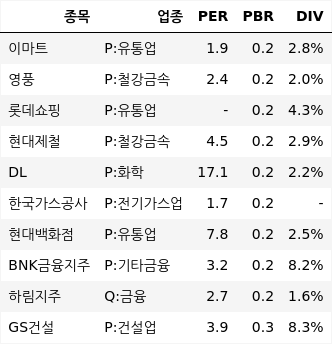 종목 업종 PER PBR DIV
이마트 P:유통업 1.9 0.2 2.8%
영풍 P:철강금속 2.4 0.2 2.0%
롯데쇼핑 P:유통업 - 0.2 4.3%
현대제철 P:철강금속 4.5 0.2 2.9%
DL P:화학 17.1 0.2 2.2%
한국가스공사 P:전기가스업 1.7 0.2 -
현대백화점 P:유통업 7.8 0.2 2.5%
BNK금융지주 P:기타금융 3.2 0.2 8.2%
하림지주 Q:금융 2.7 0.2 1.6%
GS건설 P:건설업 3.9 0.3 8.3%